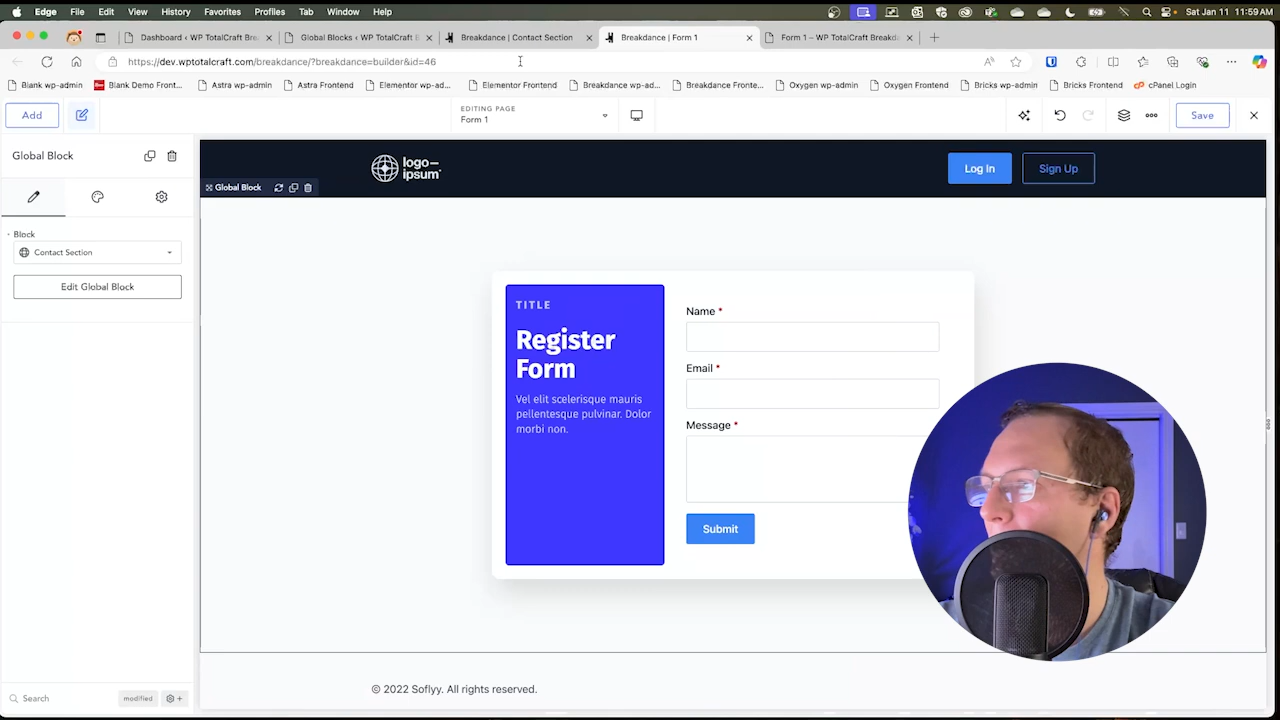 Edge File Edit View History Favorites Profiles Tab Window Help Sat Jan 11 11:59 AM
Dashboard ‹ WP TotalCraft Bre
Global Blocks ‹ WP TotalCraft B
Breakdance | Contact Section
Breakdance | Form 1
Form 1 – WP TotalCraft Breakd
https://dev.wptotalcraft.com/breakdance/?breakdance=builder&id=46
Blank wp-admin
Blank Demo Front...
Astra wp-admin
Astra Frontend
Elementor wp-ad...
Elementor Frontend
Breakdance wp-ad...
Breakdance Fronte...
Oxygen wp-admin
Oxygen Frontend
Bricks wp-admin
Bricks Frontend
cPanel Login
Add
EDITING PAGE
Form 1
Save
Global Block
Block
Contact Section
Edit Global Block
Search
modified
logo—
ipsum
Log In
Sign Up
Global Block
TITLE
Register
Form
Vel elit scelerisque mauris
pellentesque pulvinar. Dolor
morbi non.
Name *
Email *
Message *
Submit
© 2022 Soflyy. All rights reserved.